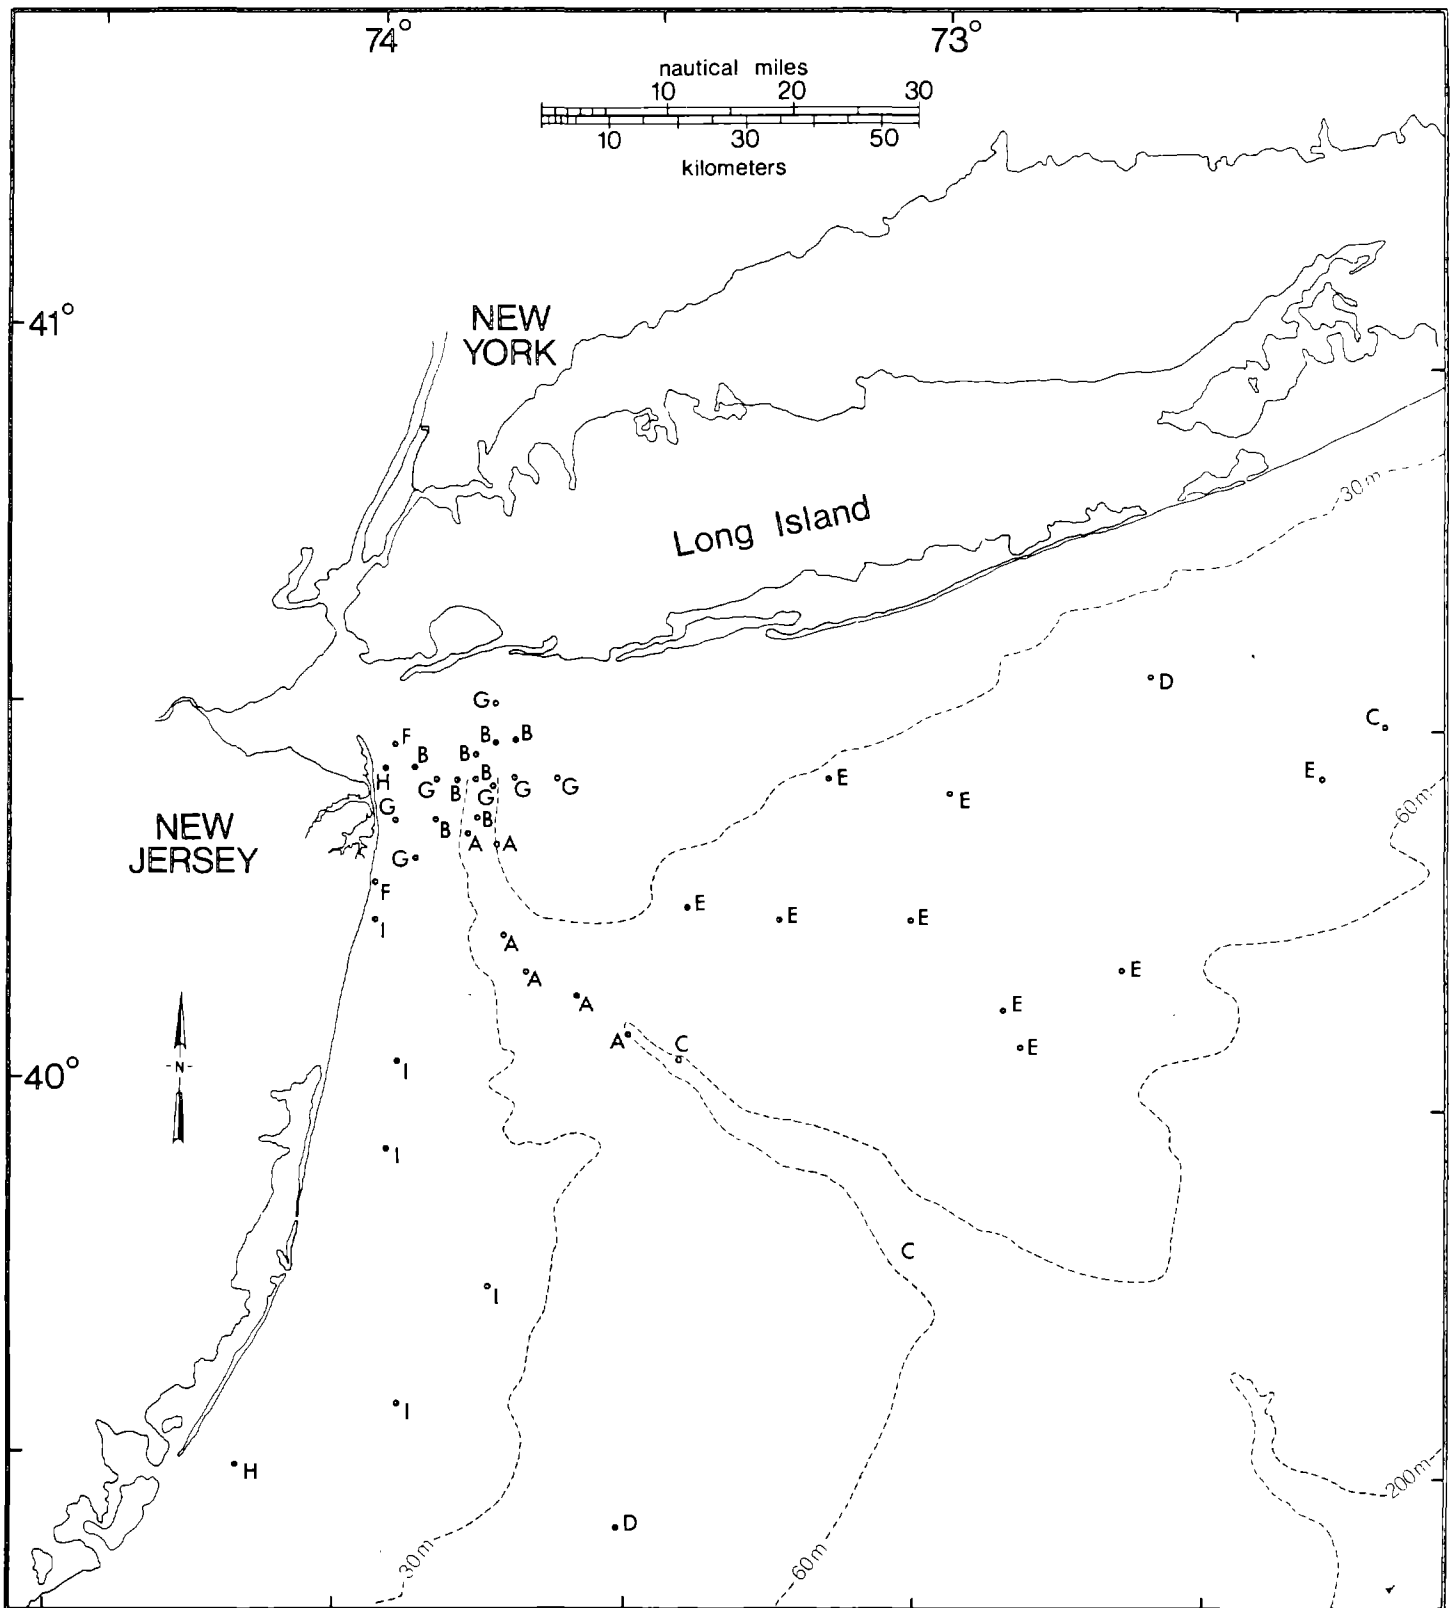 74° 73°
nautical miles
10 20 30
10 30 50
kilometers
41°
NEW
YORK
Long Island
30m
D
G
C
F B B
B
B
H
E E
G B G G
G
E
60m
G
B
B
NEW
JERSEY
A A
G
F
E E E
I
A
E
A
A
E
A C
E
40°
I
I
C
I
I
H
200m
D
30m
60m
-N-